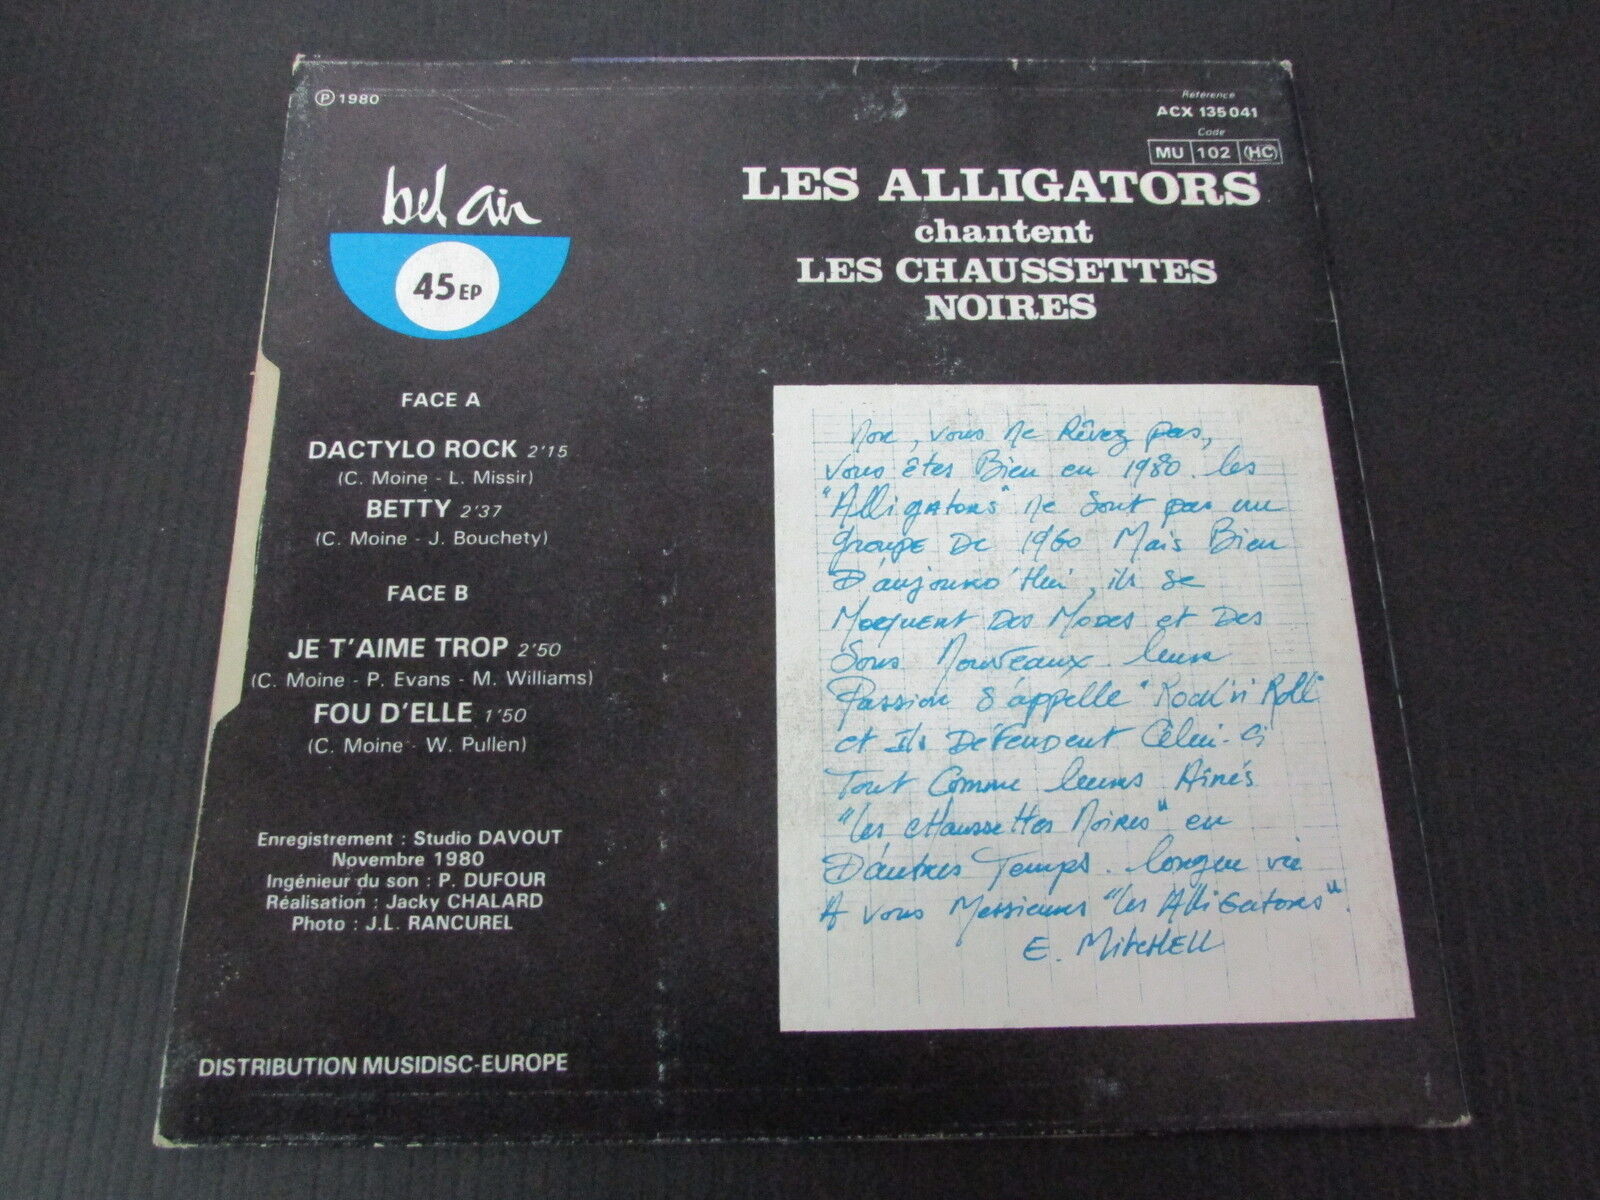 Ⓟ 1980
Référence
ACX 135041
Code
MU 102 (HC)
bel air
45 EP
LES ALLIGATORS
chantent
LES CHAUSSETTES
NOIRES
FACE A
DACTYLO ROCK 2'15
(C. Moine - L. Missir)
BETTY 2'37
(C. Moine - J. Bouchety)
FACE B
JE T'AIME TROP 2'50
(C. Moine - P. Evans - M. Williams)
FOU D'ELLE 1'50
(C. Moine - W. Pullen)
Enregistrement : Studio DAVOUT
Novembre 1980
Ingénieur du son : P. DUFOUR
Réalisation : Jacky CHALARD
Photo : J.L. RANCUREL
DISTRIBUTION MUSIDISC-EUROPE
Non, vous ne Rêvez pas,
vous êtes Bien en 1980. les
"Alligators" ne sont pas un
groupe De 1960 Mais Bien
D'aujourd'Hui, ils se
Moquent Des Modes et Des
Sons Nouveaux. leur
Passion s'appelle "Rock'n'Roll"
et Ils Défendent Celui-ci
Tout Comme leurs Aînés
"les chaussettes Noires" en
D'autres Temps. longue vie
A vous Messieurs "les Alligators".
E. MitcHELL